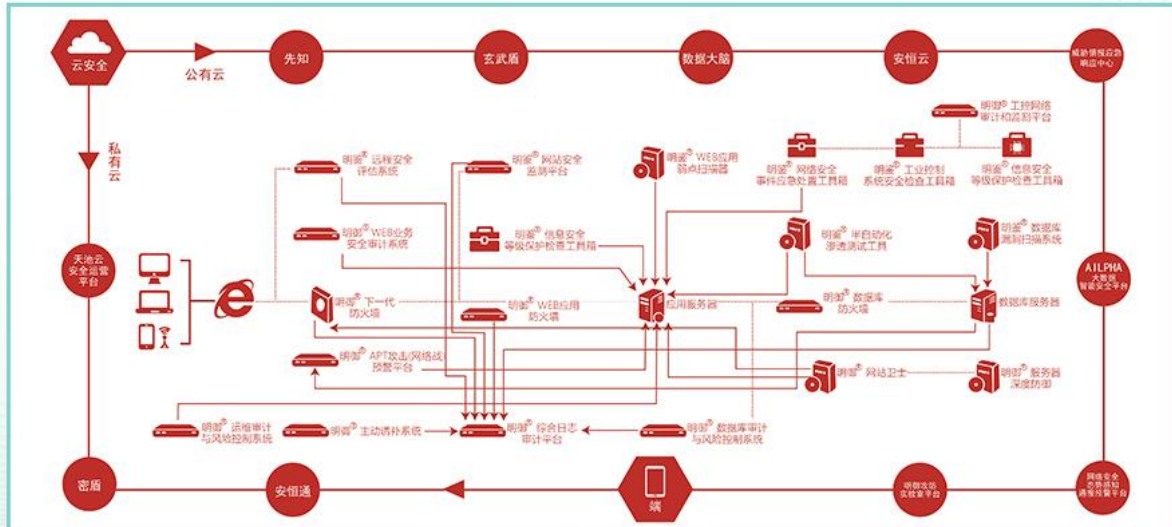 云安全
公有云
先知
玄武盾
数据大脑
安恒云
威胁情报应急
响应中心
私有云
明御® 工控网络
审计和监测平台
明鉴® 远程安全
评估系统
明鉴® 网站安全
监测平台
明鉴® WEB应用
弱点扫描器
明鉴® 网络安全
事件应急处置工具箱
明鉴® 工业控制
系统安全检查工具箱
明鉴® 信息安全
等级保护检查工具箱
明御® WEB业务
安全审计系统
明鉴® 信息安全
等级保护检查工具箱
明鉴® 半自动化
渗透测试工具
明鉴® 数据库
漏洞扫描系统
天池云
安全运营
平台
AILPHA
大数据
智能安全平台
明御® 下一代
防火墙
明御® WEB应用
防火墙
应用服务器
明御® 数据库
防火墙
数据库服务器
明御® APT攻击(网络战)
预警平台
明御® 网站卫士
明御® 服务器
深度防御
明御® 运维审计
与风险控制系统
明御® 主动诱补系统
明御® 综合日志
审计平台
明御® 数据库审计
与风险控制系统
密盾
安恒通
端
明御攻防
实验室平台
网络安全
态势感知
通报预警平台